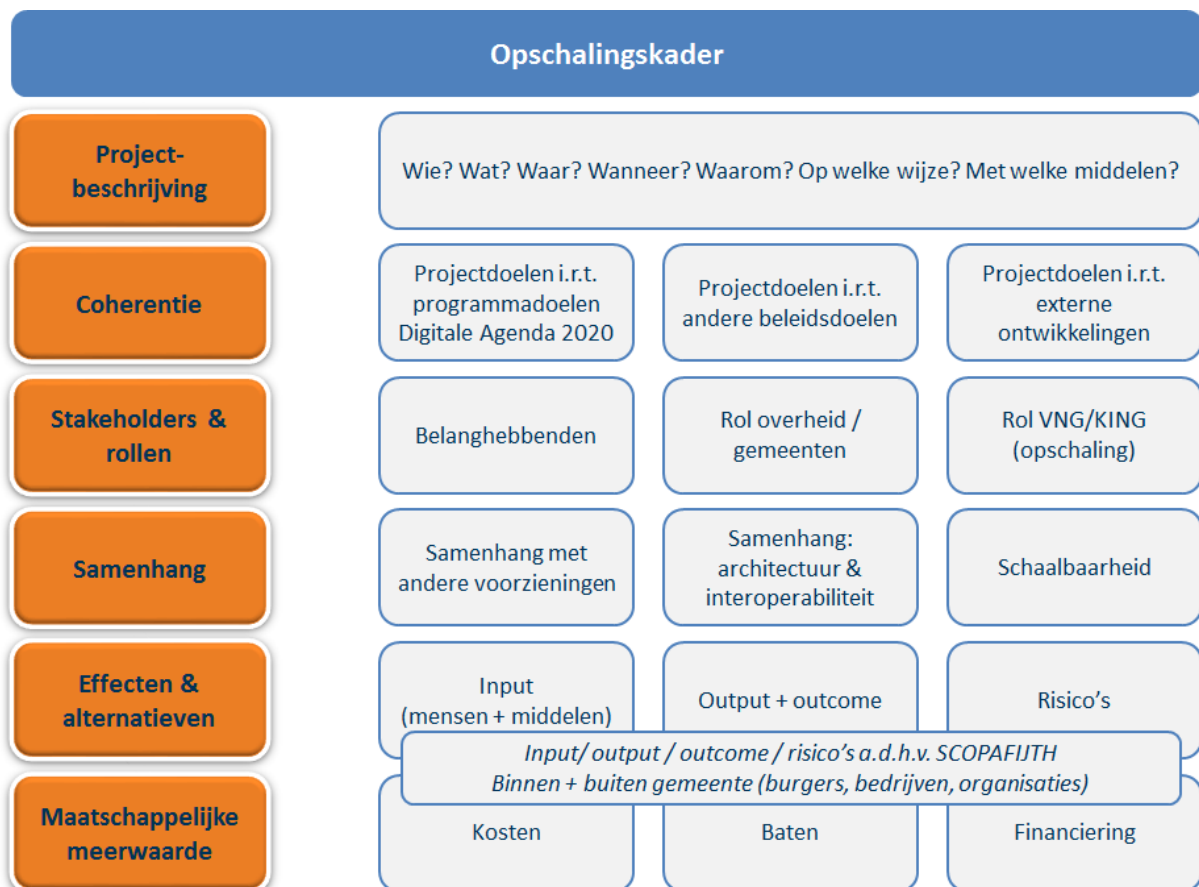 Opschalingskader
Project-
beschrijving
Wie? Wat? Waar? Wanneer? Waarom? Op welke wijze? Met welke middelen?
Coherentie
Projectdoelen i.r.t.
programmadoelen
Digitale Agenda 2020
Projectdoelen i.r.t.
andere beleidsdoelen
Projectdoelen i.r.t.
externe
ontwikkelingen
Stakeholders &
rollen
Belanghebbenden
Rol overheid /
gemeenten
Rol VNG/KING
(opschaling)
Samenhang
Samenhang met
andere voorzieningen
Samenhang:
architectuur &
interoperabiliteit
Schaalbaarheid
Effecten &
alternatieven
Input
(mensen + middelen)
Output + outcome
Risico's
Input/ output / outcome / risico's a.d.h.v. SCOPAFIJTH
Binnen + buiten gemeente (burgers, bedrijven, organisaties)
Maatschappelijke
meerwaarde
Kosten
Baten
Financiering